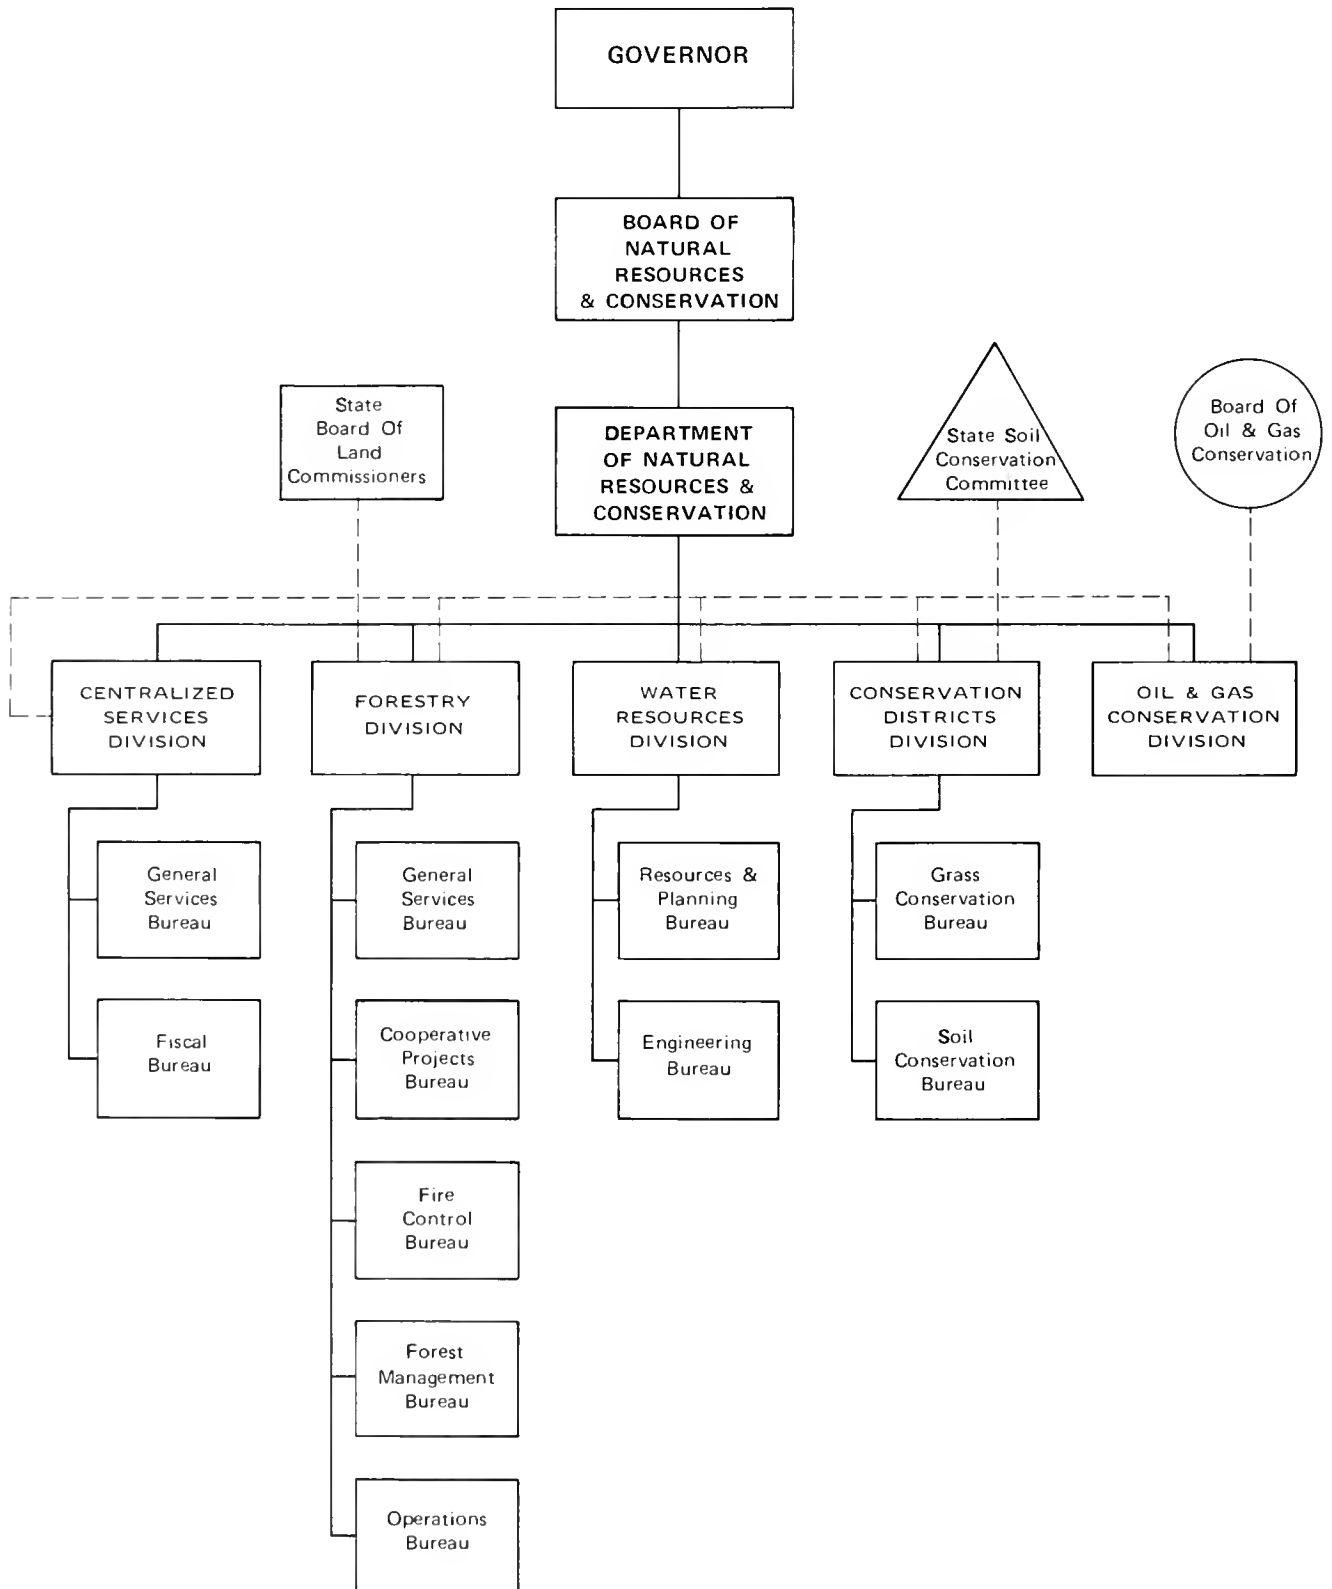 GOVERNOR
BOARD OF
NATURAL
RESOURCES
& CONSERVATION
State
Board Of
Land
Commissioners
DEPARTMENT
OF NATURAL
RESOURCES &
CONSERVATION
State Soil
Conservation
Committee
Board Of
Oil & Gas
Conservation
CENTRALIZED
SERVICES
DIVISION
FORESTRY
DIVISION
WATER
RESOURCES
DIVISION
CONSERVATION
DISTRICTS
DIVISION
OIL & GAS
CONSERVATION
DIVISION
General
Services
Bureau
General
Services
Bureau
Resources &
Planning
Bureau
Grass
Conservation
Bureau
Fiscal
Bureau
Cooperative
Projects
Bureau
Engineering
Bureau
Soil
Conservation
Bureau
Fire
Control
Bureau
Forest
Management
Bureau
Operations
Bureau